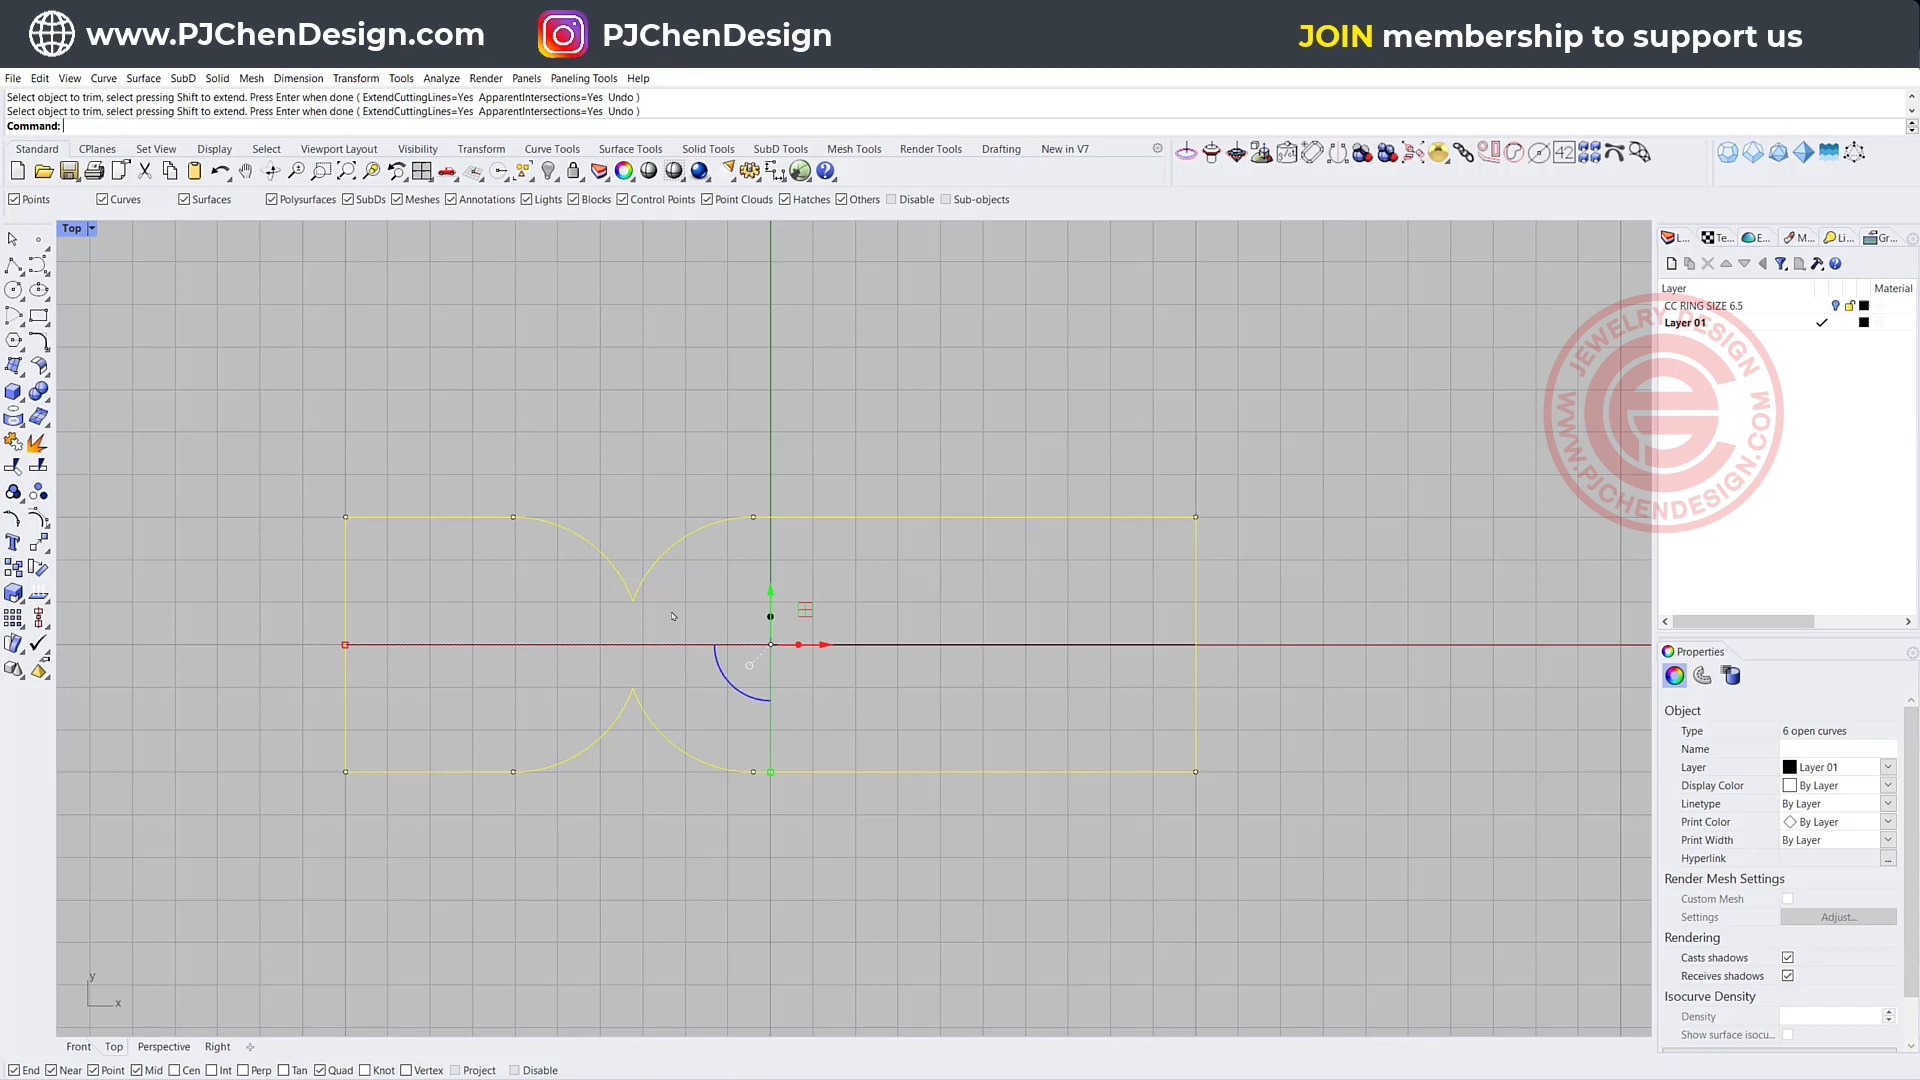 www.PJChenDesign.com PJChenDesign JOIN membership to support us
File Edit View Curve Surface SubD Solid Mesh Dimension Transform Tools Analyze Render Panels Paneling Tools Help
Select object to trim, select pressing Shift to extend. Press Enter when done ( ExtendCuttingLines=Yes ApparentIntersections=Yes Undo )
Select object to trim, select pressing Shift to extend. Press Enter when done ( ExtendCuttingLines=Yes ApparentIntersections=Yes Undo )
Command:
Standard CPlanes Set View Display Select Viewport Layout Visibility Transform Curve Tools Surface Tools Solid Tools SubD Tools Mesh Tools Render Tools Drafting New in V7
42
Points Curves Surfaces Polysurfaces SubDs Meshes Annotations Lights Blocks Control Points Point Clouds Hatches Others Disable Sub-objects
Top
L... Te... E... M... Li... Gr...
Layer Material
CC RING SIZE 6.5
Layer 01
JEWELRY DESIGN
WWW.PJCHENDESIGN.COM
Properties
Object
Type 6 open curves
Name
Layer Layer 01
Display Color By Layer
Linetype By Layer
Print Color By Layer
Print Width By Layer
Hyperlink ...
Render Mesh Settings
Custom Mesh
Settings Adjust...
Rendering
Casts shadows
Receives shadows
Isocurve Density
Density
Show surface isocu...
y
x
Front Top Perspective Right
End Near Point Mid Cen Int Perp Tan Quad Knot Vertex Project Disable